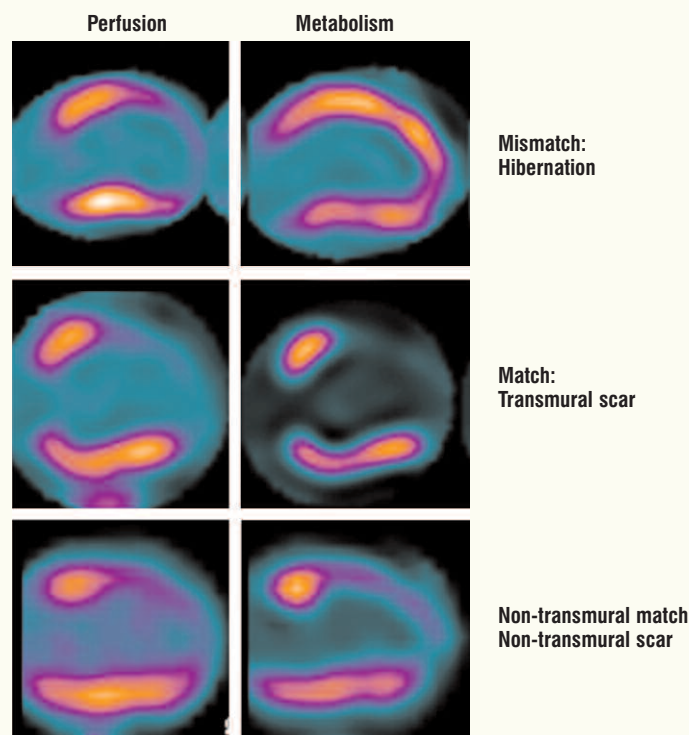 Perfusion
Metabolism
Mismatch:
Hibernation
Match:
Transmural scar
Non-transmural match
Non-transmural scar